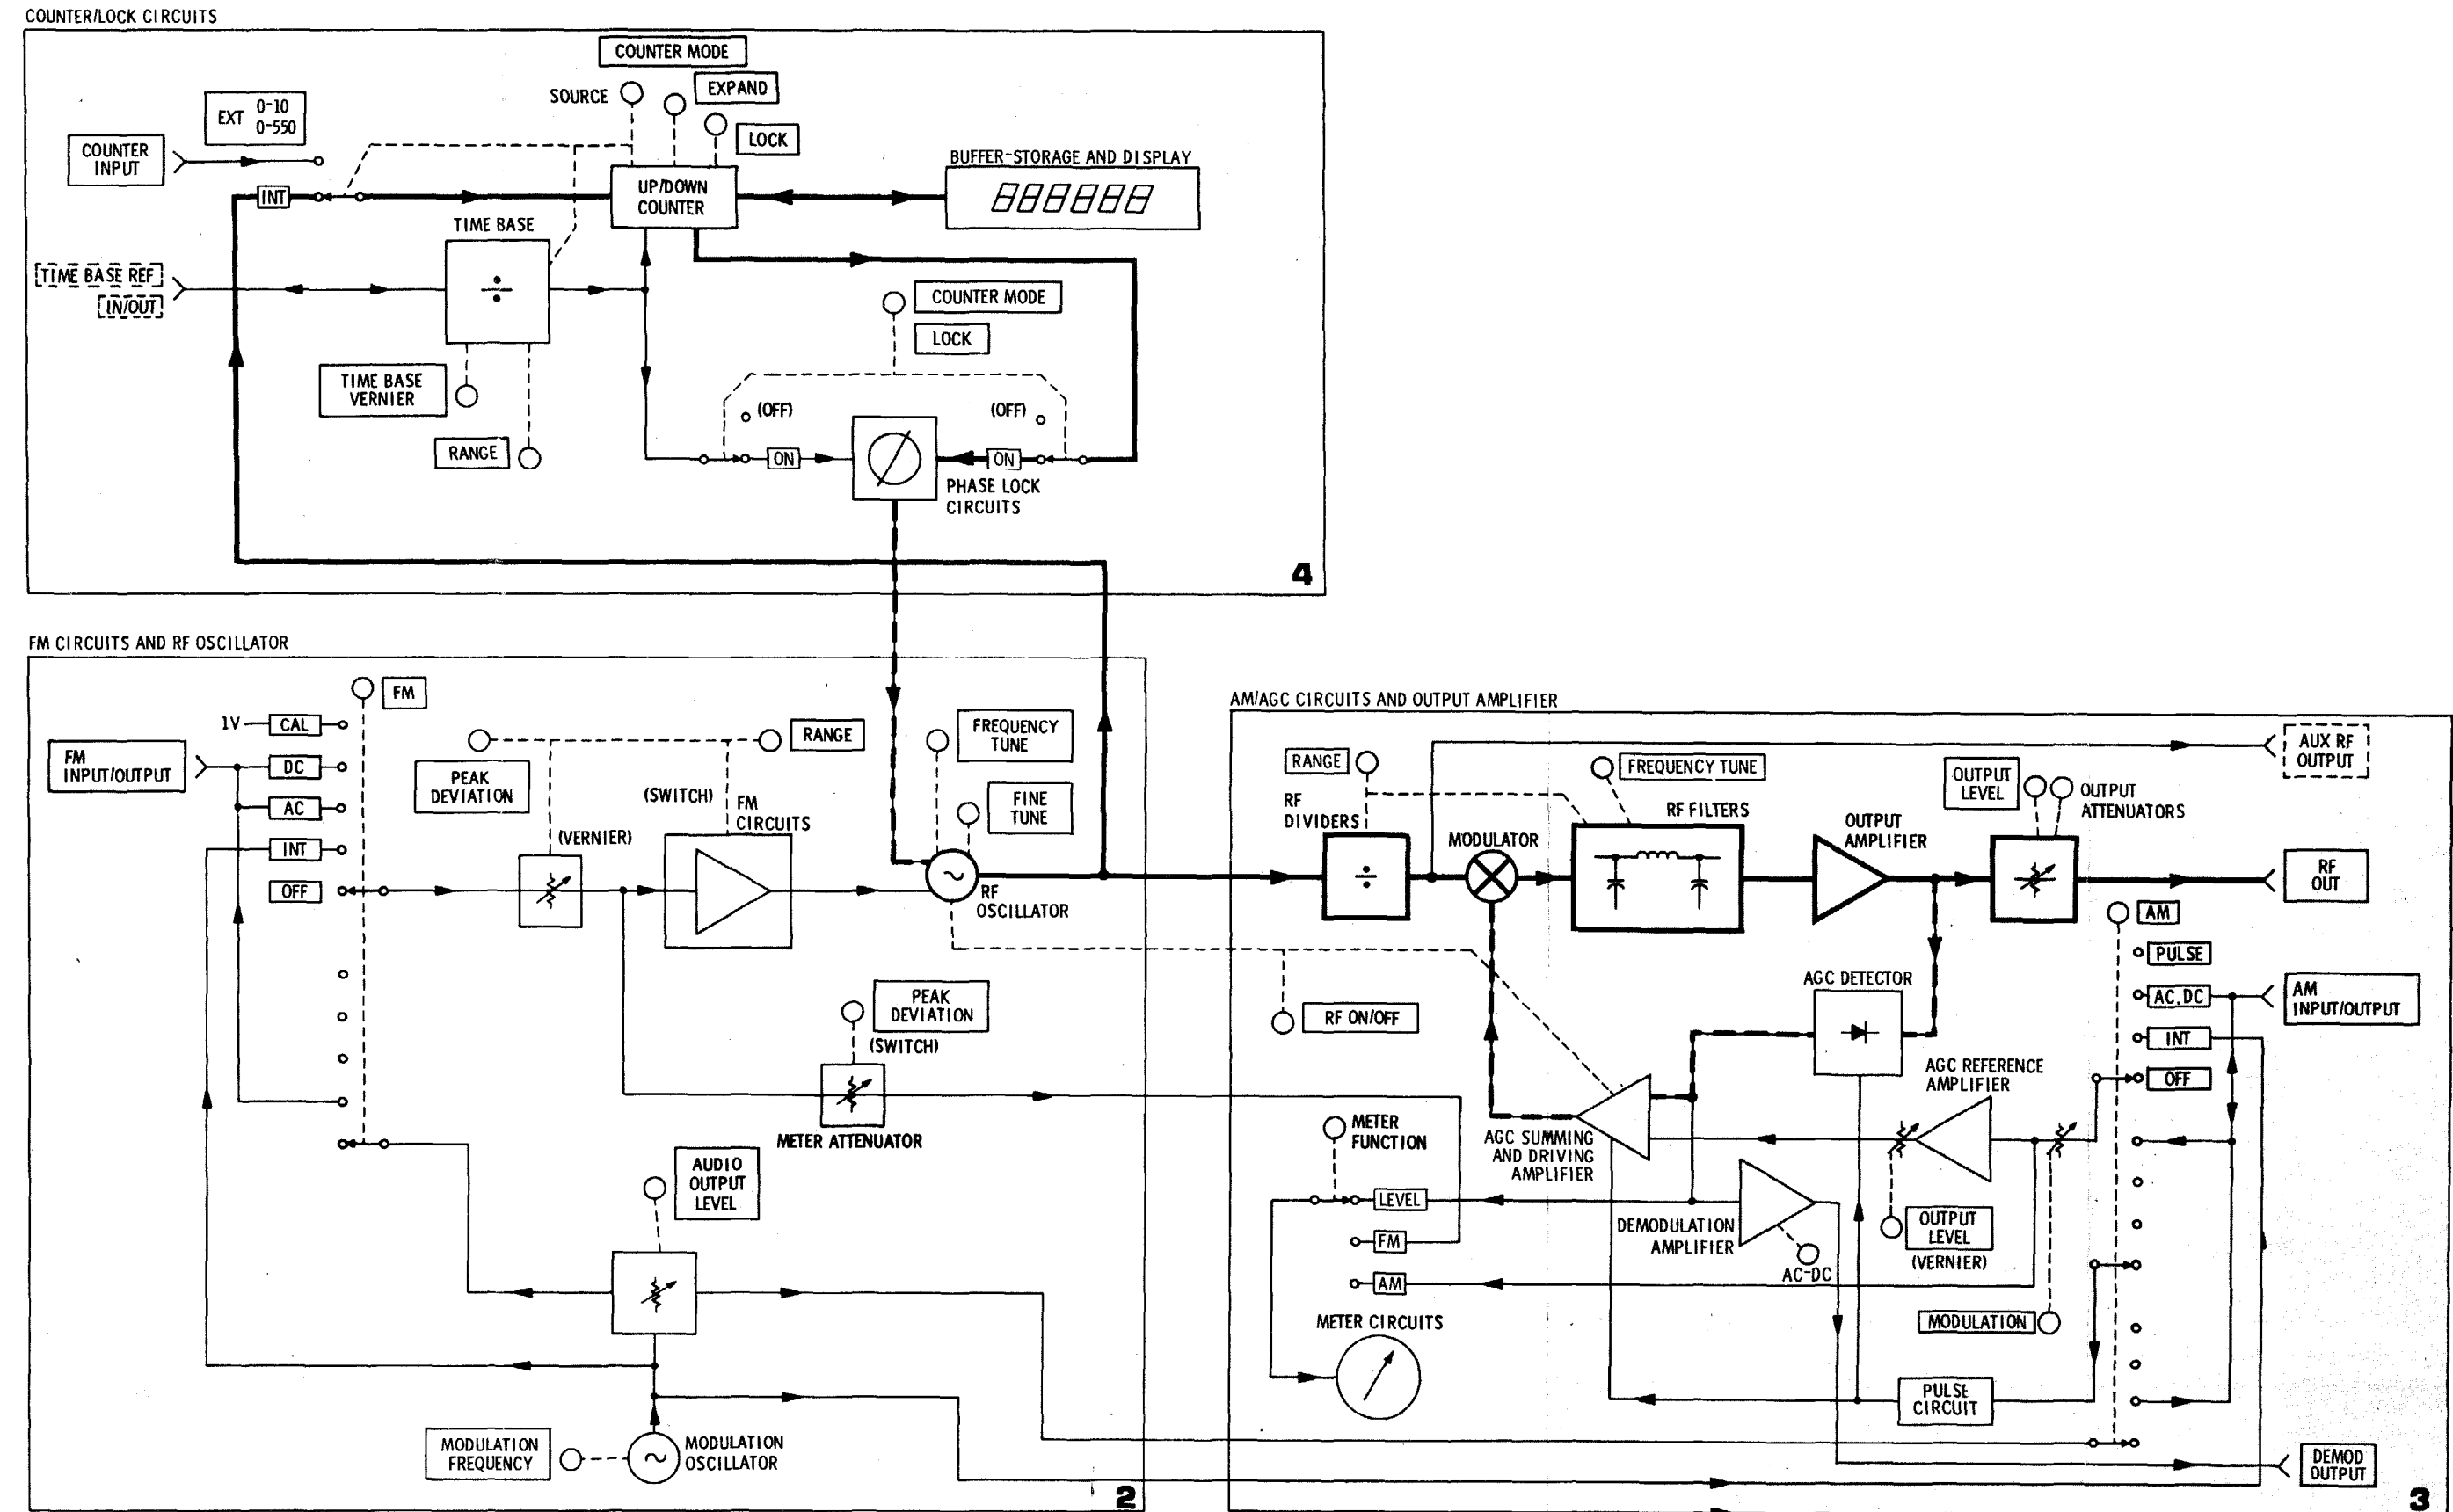 COUNTER/LOCK CIRCUITS
COUNTER MODE
SOURCE
EXPAND
LOCK
EXT
0-10
0-550
COUNTER
INPUT
INT
UP/DOWN
COUNTER
BUFFER-STORAGE AND DISPLAY
888888
TIME BASE
TIME BASE REF
IN/OUT
÷
COUNTER MODE
LOCK
TIME BASE
VERNIER
RANGE
(OFF)
(OFF)
ON
ON
PHASE LOCK
CIRCUITS
4
FM CIRCUITS AND RF OSCILLATOR
FM
1V
CAL
FM
INPUT/OUTPUT
DC
AC
INT
OFF
PEAK
DEVIATION
RANGE
(SWITCH)
FM
CIRCUITS
(VERNIER)
FREQUENCY
TUNE
FINE
TUNE
RF
OSCILLATOR
PEAK
DEVIATION
(SWITCH)
METER ATTENUATOR
AUDIO
OUTPUT
LEVEL
MODULATION
FREQUENCY
MODULATION
OSCILLATOR
2
AM/AGC CIRCUITS AND OUTPUT AMPLIFIER
RANGE
RF
DIVIDERS
÷
MODULATOR
FREQUENCY TUNE
RF FILTERS
OUTPUT
AMPLIFIER
OUTPUT
LEVEL
OUTPUT
ATTENUATORS
AUX RF
OUTPUT
RF
OUT
AM
PULSE
AC, DC
INT
OFF
AM
INPUT/OUTPUT
RF ON/OFF
AGC DETECTOR
AGC REFERENCE
AMPLIFIER
METER
FUNCTION
AGC SUMMING
AND DRIVING
AMPLIFIER
LEVEL
FM
AM
DEMODULATION
AMPLIFIER
AC-DC
OUTPUT
LEVEL
(VERNIER)
MODULATION
METER CIRCUITS
PULSE
CIRCUIT
DEMOD
OUTPUT
3